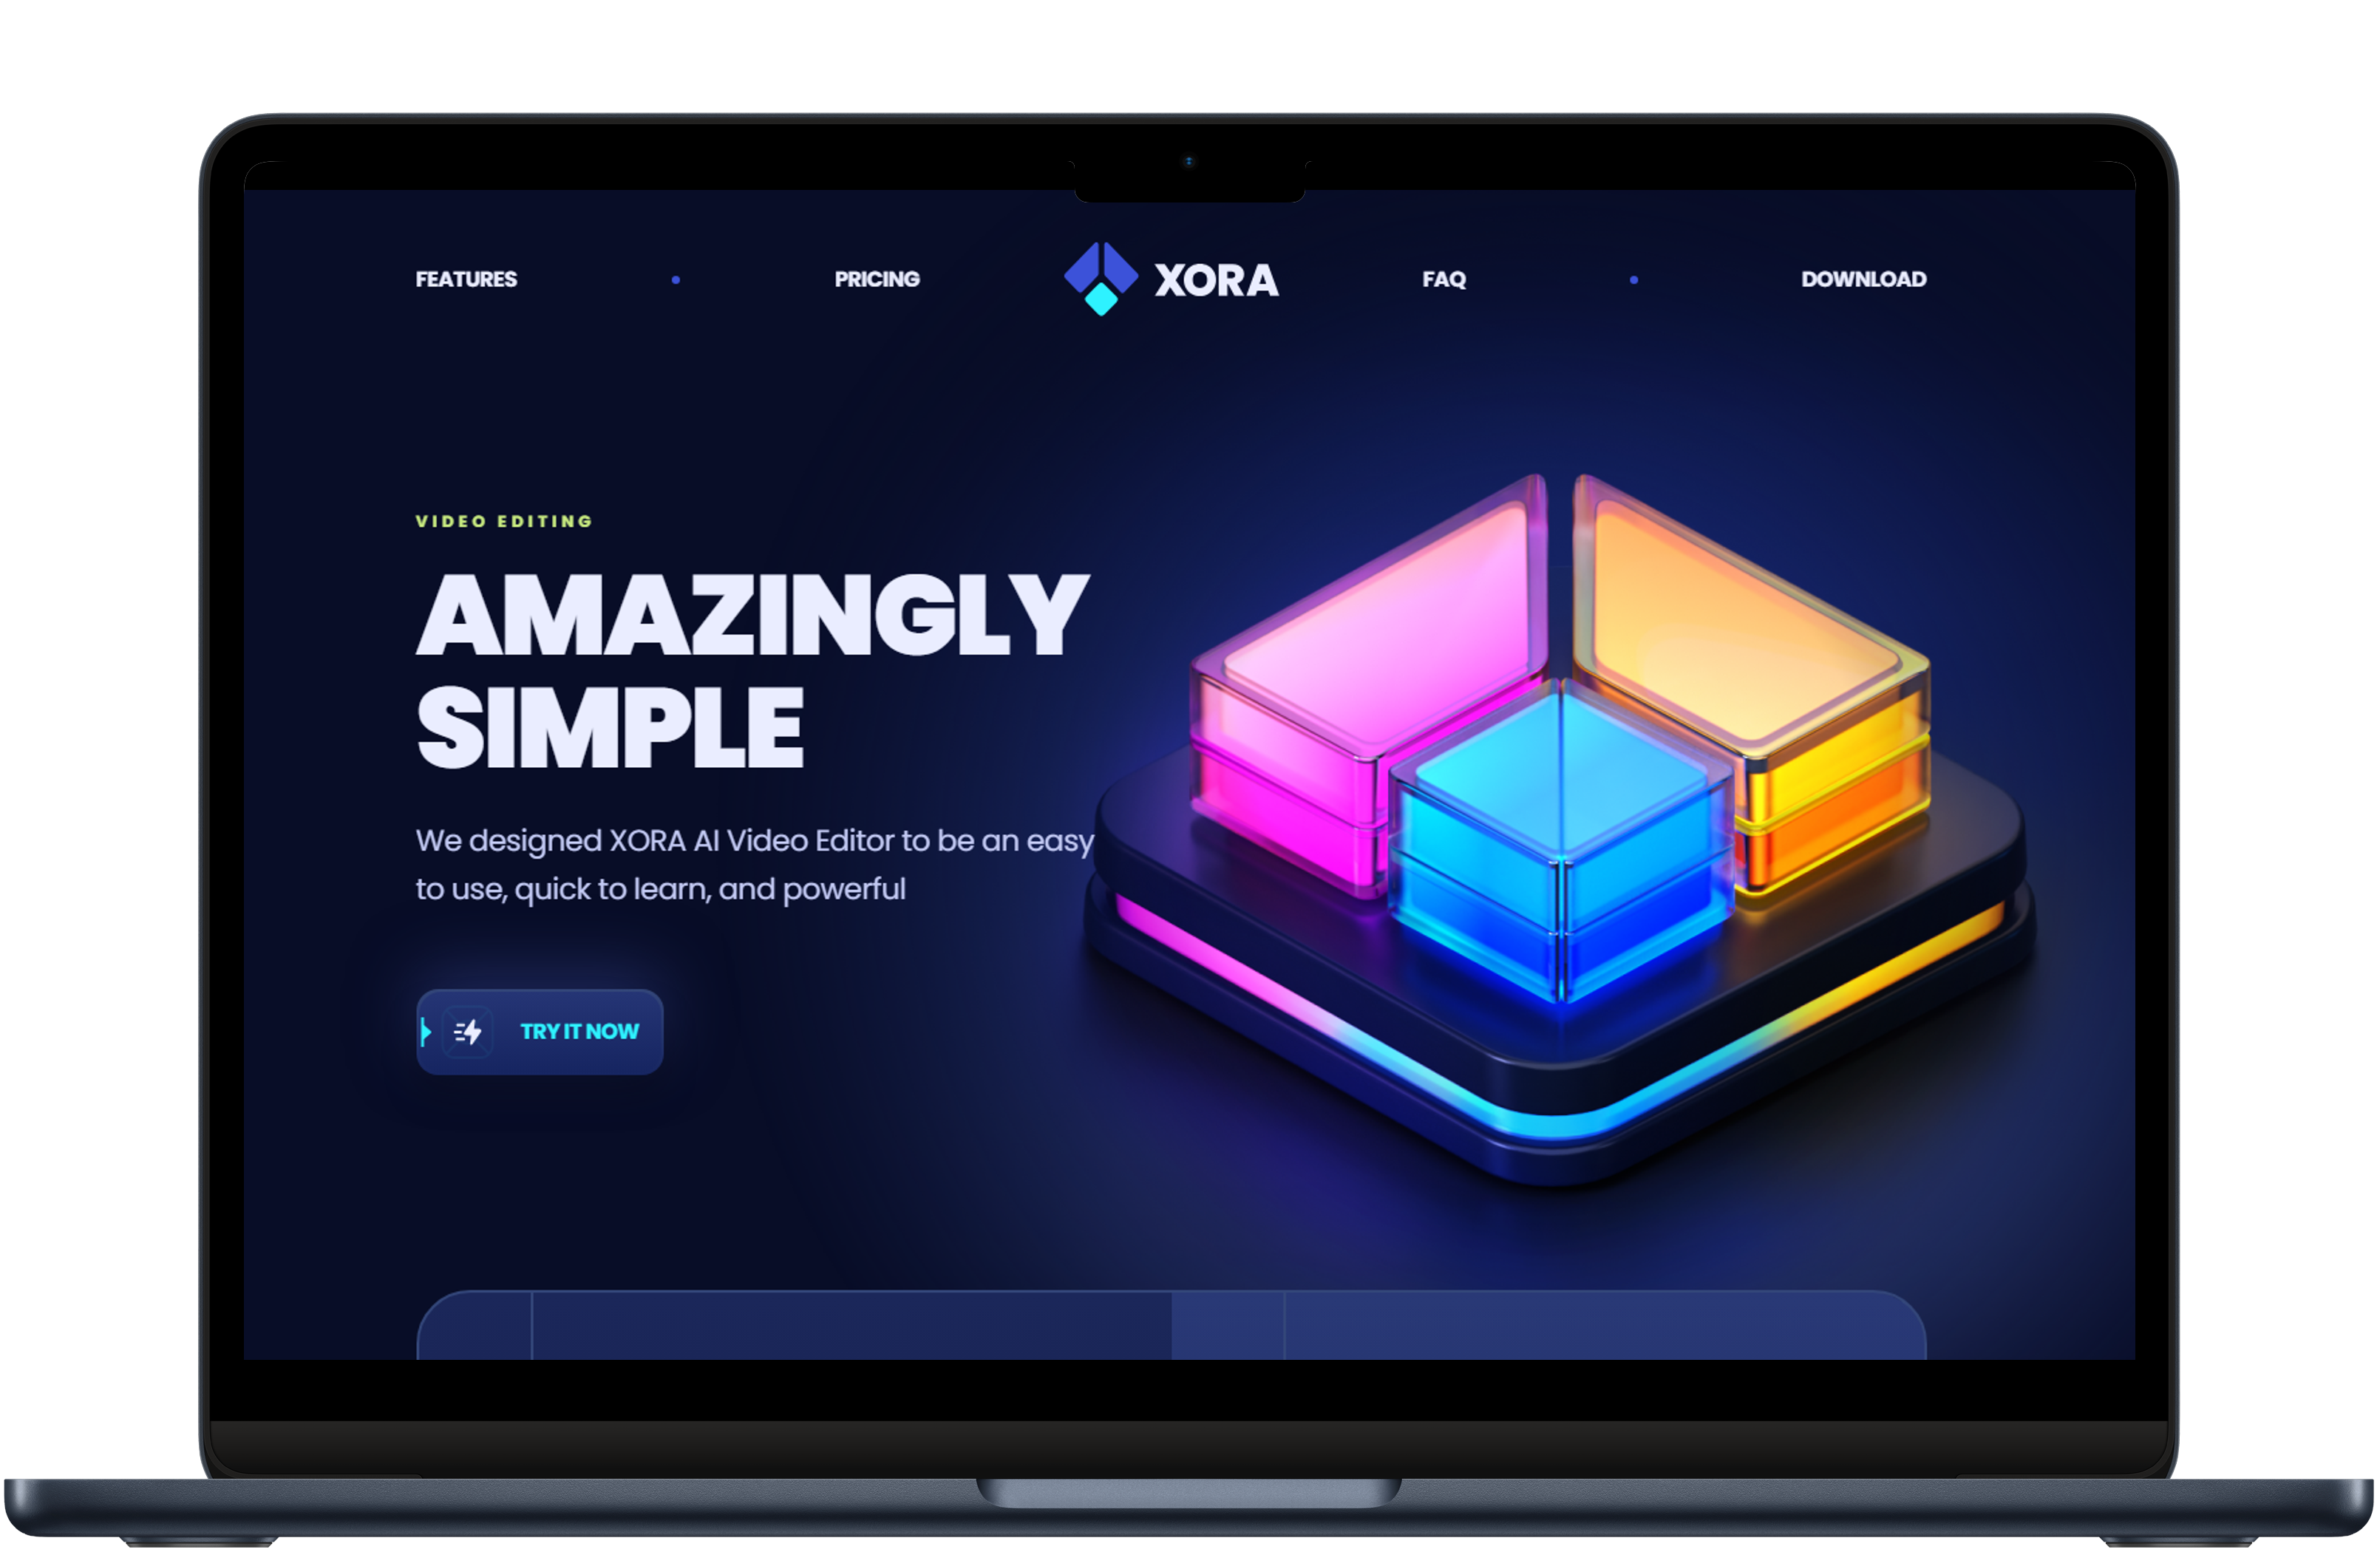 FEATURES
PRICING
XORA
FAQ
DOWNLOAD
VIDEO EDITING
AMAZINGLY
SIMPLE
We designed XORA AI Video Editor to be an easy
to use, quick to learn, and powerful
TRY IT NOW